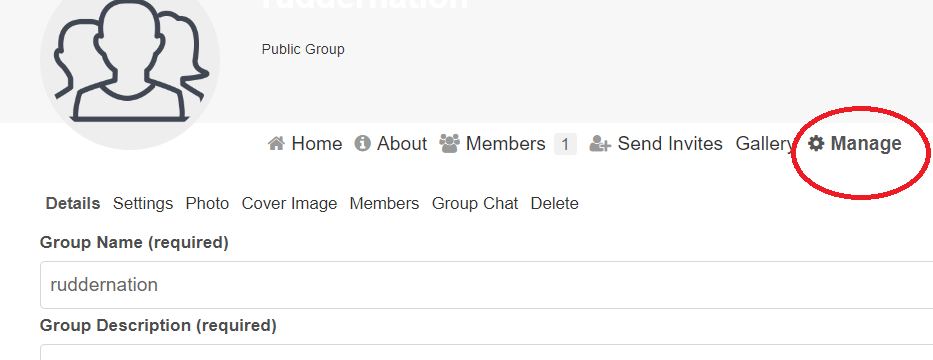 ruddernation
Public Group
Home About Members 1 Send Invites Gallery Manage
Details Settings Photo Cover Image Members Group Chat Delete
Group Name (required)
ruddernation
Group Description (required)